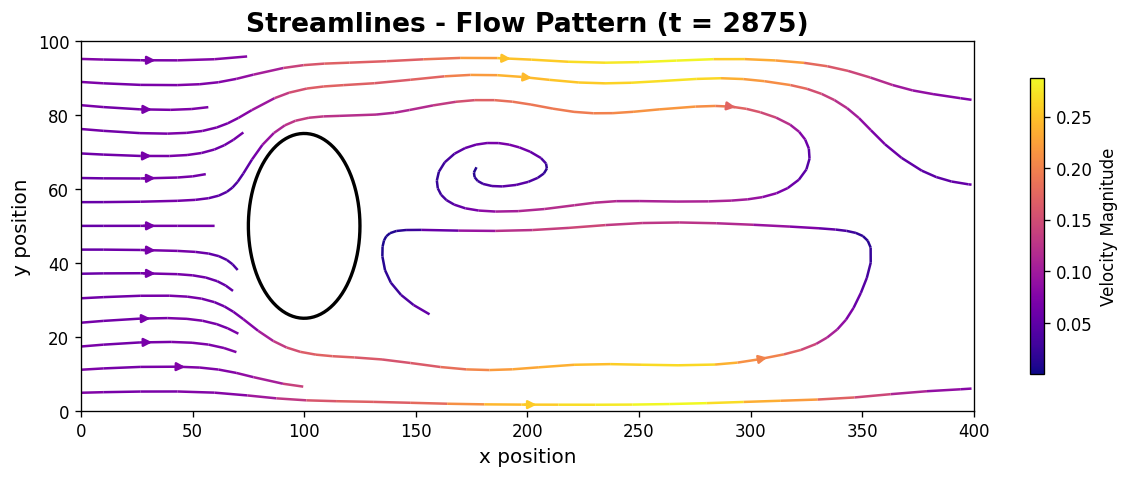 Streamlines - Flow Pattern (t = 2875)
100
80
60
40
20
0
y position
0 50 100 150 200 250 300 350 400
x position
0.25
0.20
0.15
0.10
0.05
Velocity Magnitude